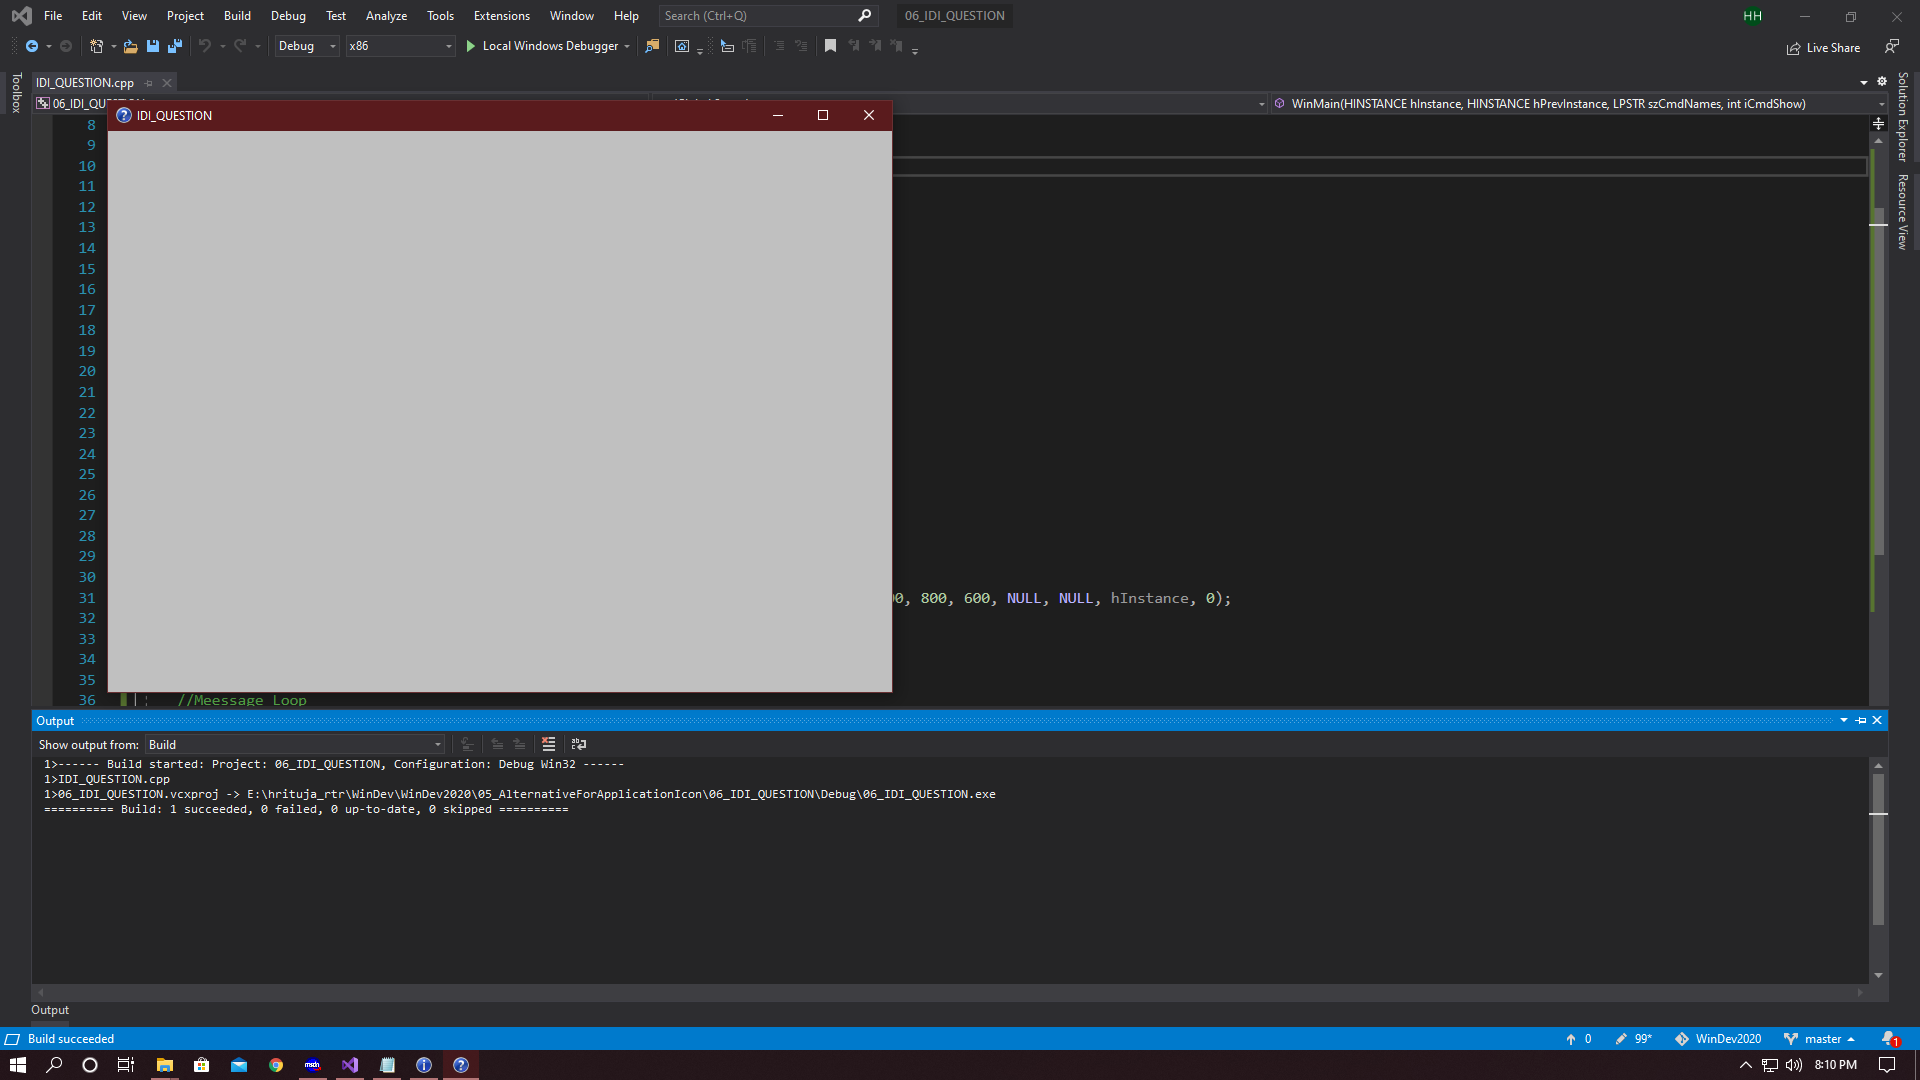 File Edit View Project Build Debug Test Analyze Tools Extensions Window Help Search (Ctrl+Q) 06_IDI_QUESTION HH
Debug x86 Local Windows Debugger Live Share
Toolbox
IDI_QUESTION.cpp
06_IDI_QUESTION WinMain(HINSTANCE hInstance, HINSTANCE hPrevInstance, LPSTR szCmdNames, int iCmdShow)
IDI_QUESTION
Solution Explorer
Resource View
8
9
10
11
12
13
14
15
16
17
18
19
20
21
22
23
24
25
26
27
28
29
30
31 0, 800, 600, NULL, NULL, hInstance, 0);
32
33
34
35
36 //Meessage Loop
Output
Show output from: Build
1>------ Build started: Project: 06_IDI_QUESTION, Configuration: Debug Win32 ------
1>IDI_QUESTION.cpp
1>06_IDI_QUESTION.vcxproj -> E:\hrituja_rtr\WinDev\WinDev2020\05_AlternativeForApplicationIcon\06_IDI_QUESTION\Debug\06_IDI_QUESTION.exe
========== Build: 1 succeeded, 0 failed, 0 up-to-date, 0 skipped ==========
Output
Build succeeded 0 99* WinDev2020 master 1
msdn 8:10 PM